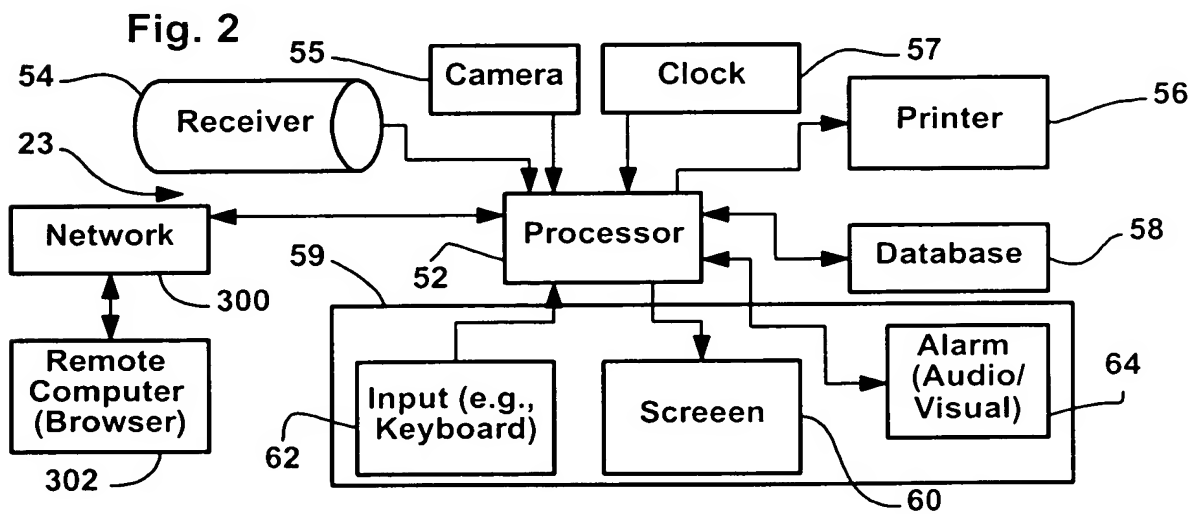 Fig. 2
55
57
54
Camera
Clock
56
Receiver
Printer
23
Network
Processor
58
59
52
Database
300
Remote
Computer
(Browser)
Alarm
(Audio/
Visual)
64
Input (e.g.,
Keyboard)
Screeen
62
302
60